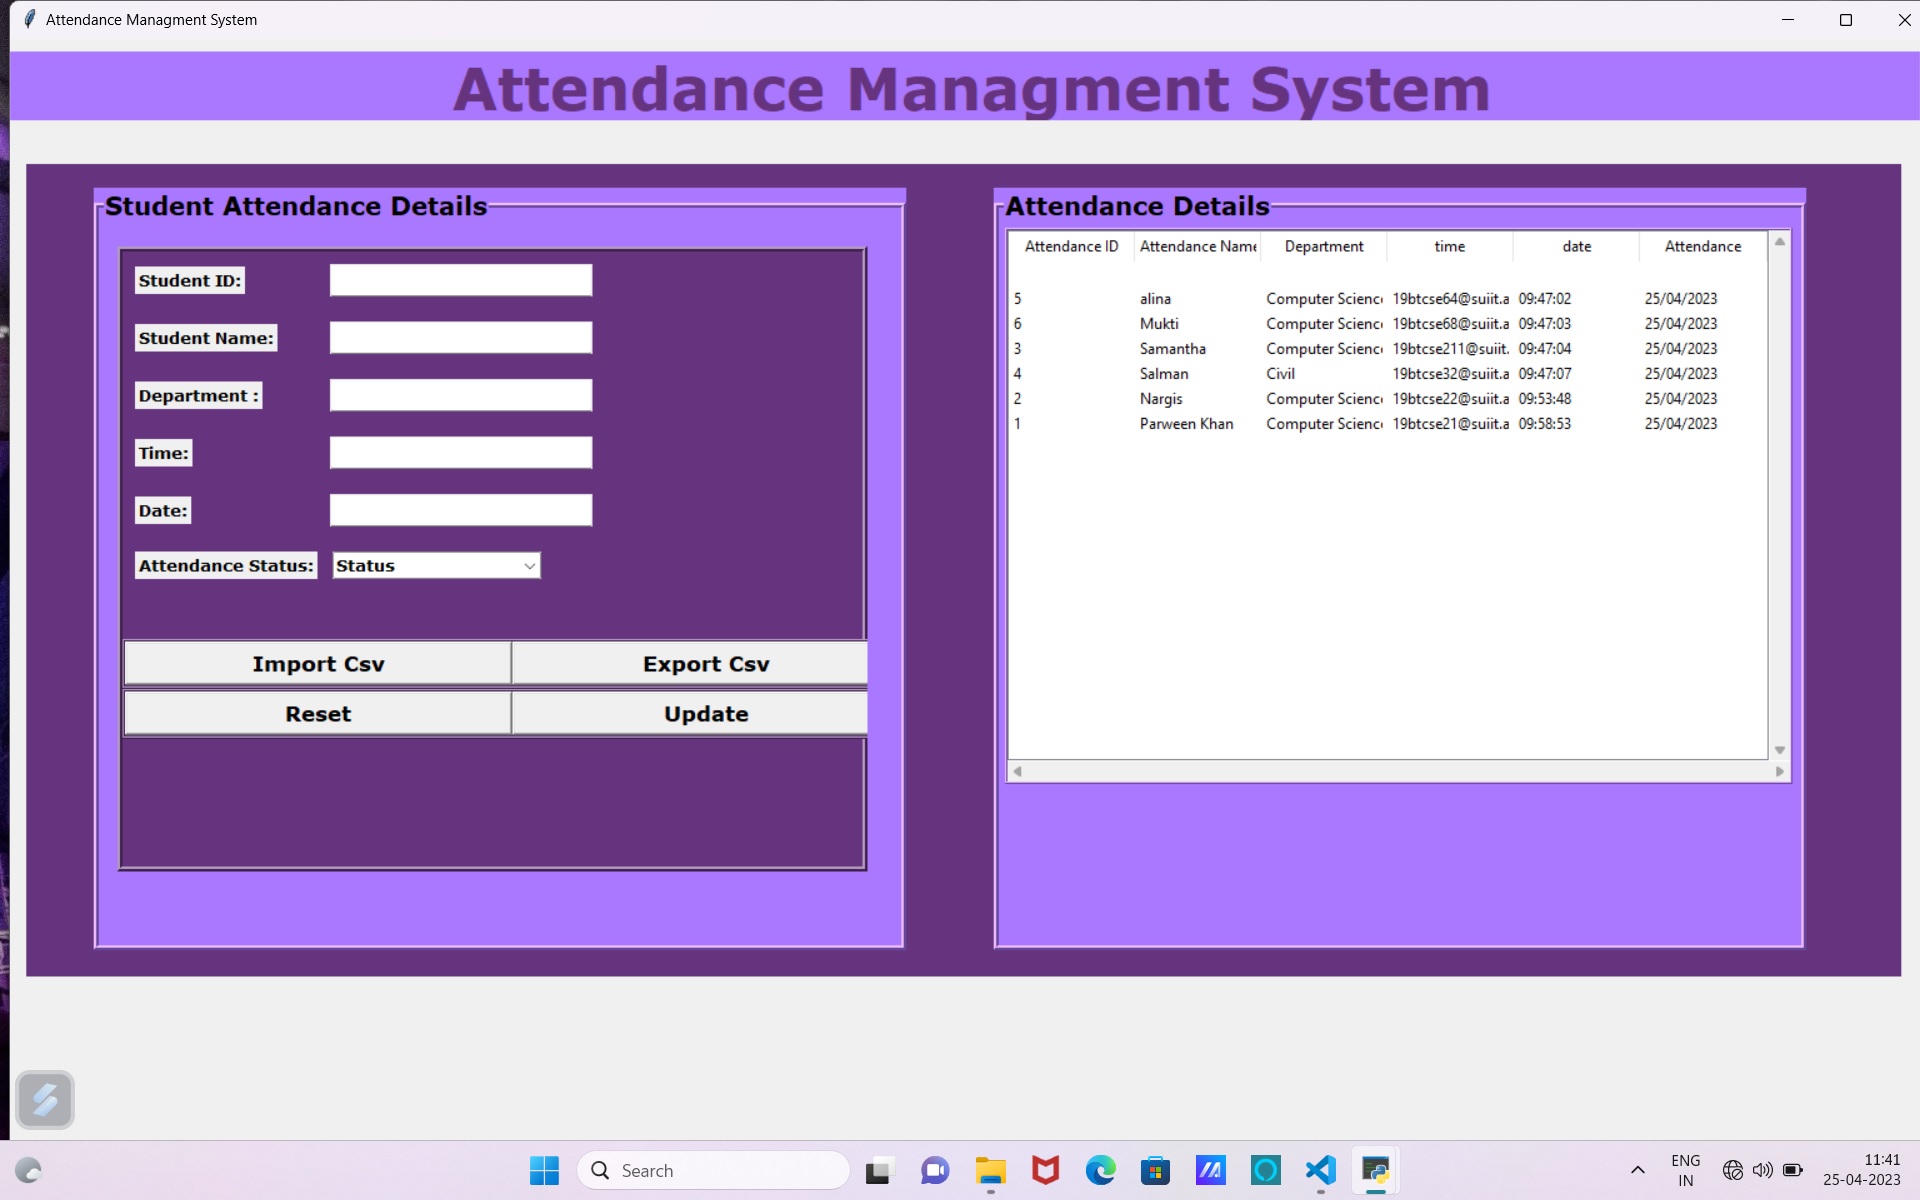 Attendance Managment System
Attendance Managment System
Student Attendance Details
Student ID:
Student Name:
Department :
Time:
Date:
Attendance Status: Status
Import Csv Export Csv
Reset Update
Attendance Details
Attendance ID Attendance Name Department time date Attendance
5 alina Computer Scienc 19btcse64@suiit.a 09:47:02 25/04/2023
6 Mukti Computer Scienc 19btcse68@suiit.a 09:47:03 25/04/2023
3 Samantha Computer Scienc 19btcse211@suiit. 09:47:04 25/04/2023
4 Salman Civil 19btcse32@suiit.a 09:47:07 25/04/2023
2 Nargis Computer Scienc 19btcse22@suiit.a 09:53:48 25/04/2023
1 Parween Khan Computer Scienc 19btcse21@suiit.a 09:58:53 25/04/2023
Search
ENG
IN
11:41
25-04-2023